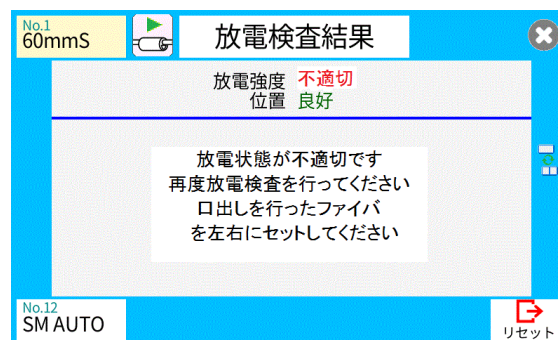 No.1
60mmS
放電検査結果
放電強度 不適切
位置 良好
放電状態が不適切です
再度放電検査を行ってください
口出しを行ったファイバ
を左右にセットしてください
No.12
SM AUTO
リセット